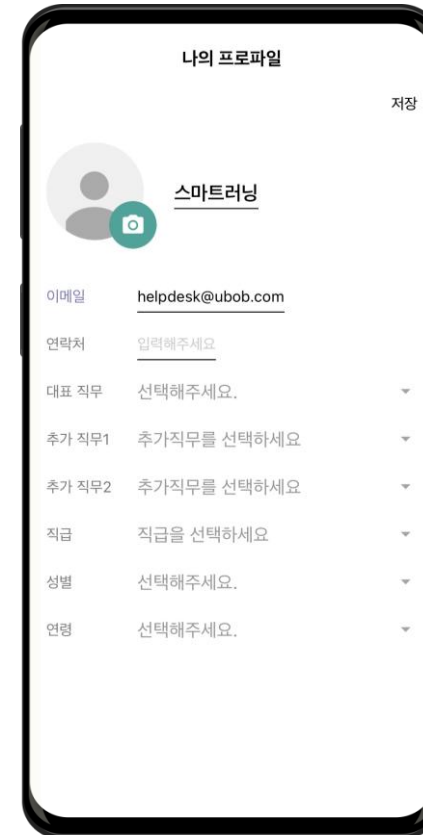 나의 프로파일
저장
스마트러닝
이메일 helpdesk@ubob.com
연락처 입력해주세요
대표 직무 선택해주세요.
추가 직무1 추가직무를 선택하세요
추가 직무2 추가직무를 선택하세요
직급 직급을 선택하세요
성별 선택해주세요.
연령 선택해주세요.